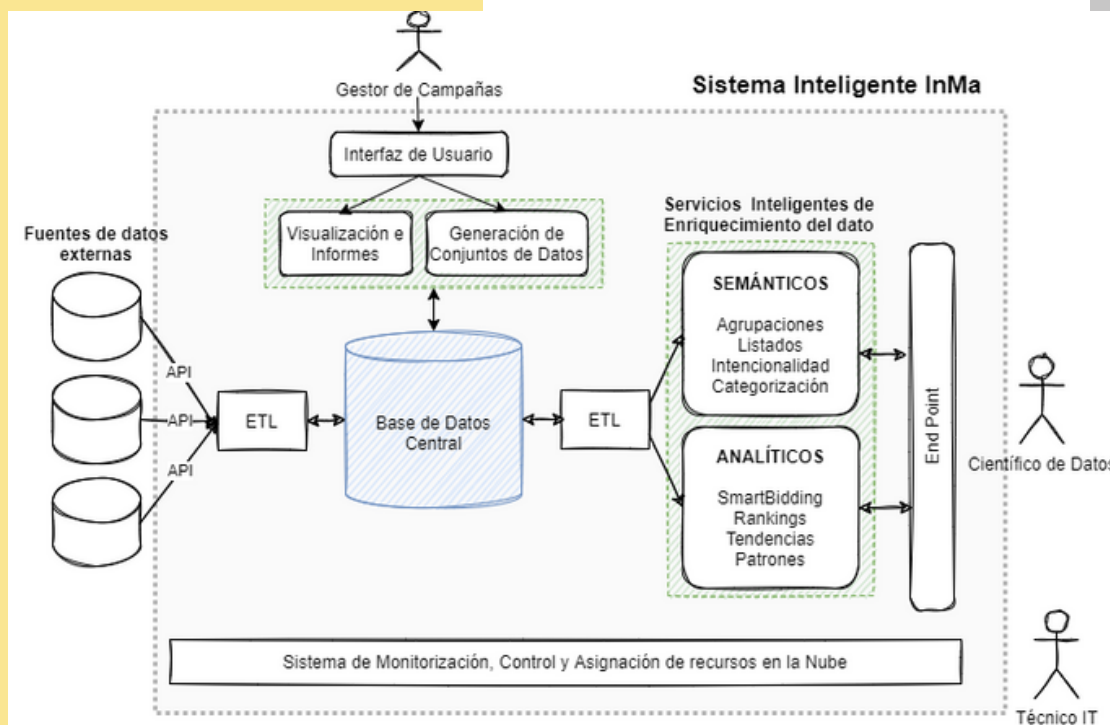 Gestor de Campañas
Sistema Inteligente InMa
Interfaz de Usuario
Servicios Inteligentes de
Enriquecimiento del dato
Fuentes de datos
externas
Visualización e
Informes
Generación de
Conjuntos de Datos
SEMÁNTICOS
Agrupaciones
Listados
Intencionalidad
Categorización
API
API
API
ETL
Base de Datos
Central
ETL
End Point
Científico de Datos
ANALÍTICOS
SmartBidding
Rankings
Tendencias
Patrones
Sistema de Monitorización, Control y Asignación de recursos en la Nube
Técnico IT